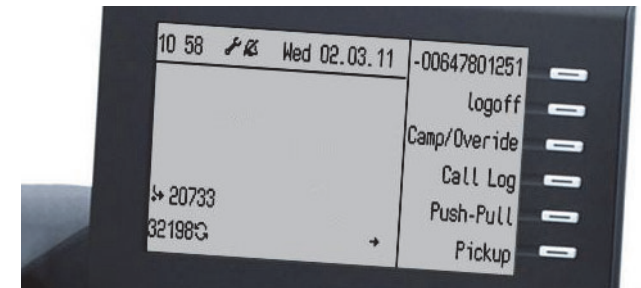 10 58 Wed 02.03.11
20733
32198
-00647801251
logoff
Camp/Overide
Call Log
Push-Pull
Pickup